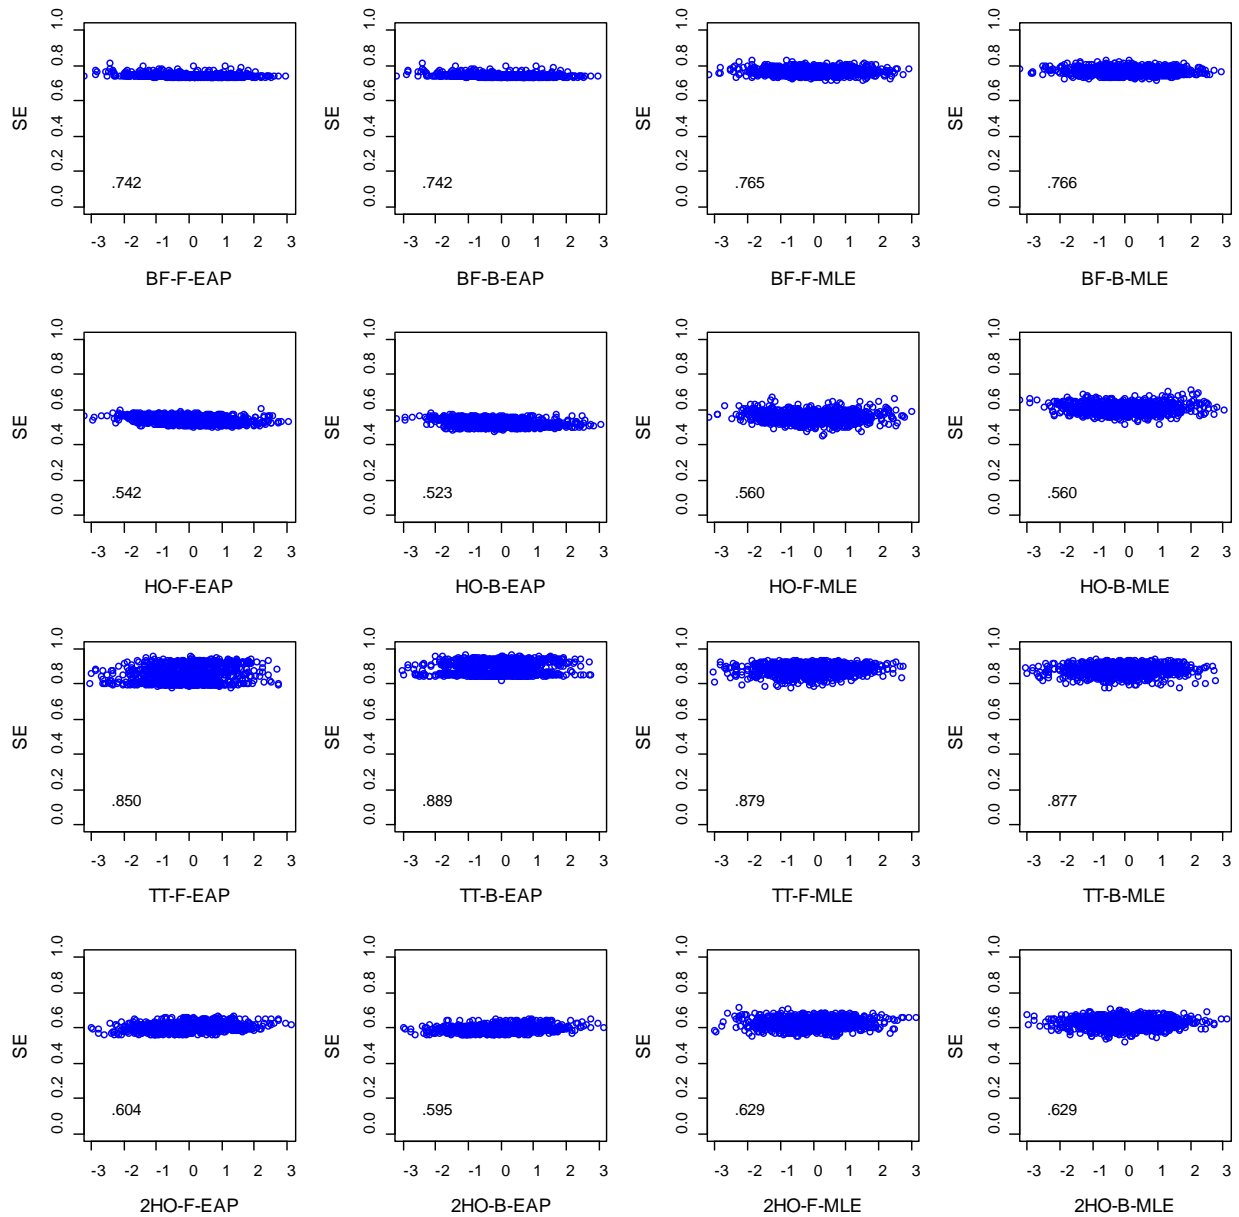 SE 0.0 0.2 0.4 0.6 0.8 1.0
.742
-3 -2 -1 0 1 2 3
BF-F-EAP
SE 0.0 0.2 0.4 0.6 0.8 1.0
.742
-3 -2 -1 0 1 2 3
BF-B-EAP
SE 0.0 0.2 0.4 0.6 0.8 1.0
.765
-3 -2 -1 0 1 2 3
BF-F-MLE
SE 0.0 0.2 0.4 0.6 0.8 1.0
.766
-3 -2 -1 0 1 2 3
BF-B-MLE
SE 0.0 0.2 0.4 0.6 0.8 1.0
.542
-3 -2 -1 0 1 2 3
HO-F-EAP
SE 0.0 0.2 0.4 0.6 0.8 1.0
.523
-3 -2 -1 0 1 2 3
HO-B-EAP
SE 0.0 0.2 0.4 0.6 0.8 1.0
.560
-3 -2 -1 0 1 2 3
HO-F-MLE
SE 0.0 0.2 0.4 0.6 0.8 1.0
.560
-3 -2 -1 0 1 2 3
HO-B-MLE
SE 0.0 0.2 0.4 0.6 0.8 1.0
.850
-3 -2 -1 0 1 2 3
TT-F-EAP
SE 0.0 0.2 0.4 0.6 0.8 1.0
.889
-3 -2 -1 0 1 2 3
TT-B-EAP
SE 0.0 0.2 0.4 0.6 0.8 1.0
.879
-3 -2 -1 0 1 2 3
TT-F-MLE
SE 0.0 0.2 0.4 0.6 0.8 1.0
.877
-3 -2 -1 0 1 2 3
TT-B-MLE
SE 0.0 0.2 0.4 0.6 0.8 1.0
.604
-3 -2 -1 0 1 2 3
2HO-F-EAP
SE 0.0 0.2 0.4 0.6 0.8 1.0
.595
-3 -2 -1 0 1 2 3
2HO-B-EAP
SE 0.0 0.2 0.4 0.6 0.8 1.0
.629
-3 -2 -1 0 1 2 3
2HO-F-MLE
SE 0.0 0.2 0.4 0.6 0.8 1.0
.629
-3 -2 -1 0 1 2 3
2HO-B-MLE